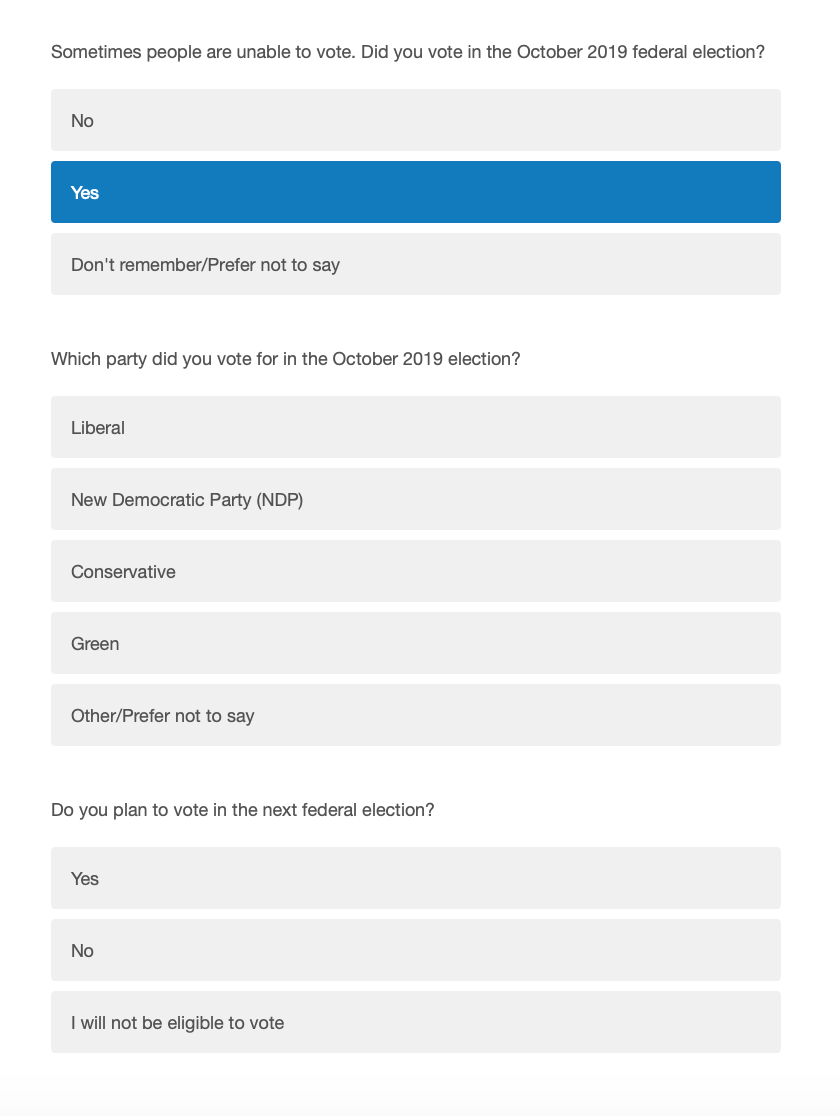 Sometimes people are unable to vote. Did you vote in the October 2019 federal election?
No
Yes
Don't remember/Prefer not to say
Which party did you vote for in the October 2019 election?
Liberal
New Democratic Party (NDP)
Conservative
Green
Other/Prefer not to say
Do you plan to vote in the next federal election?
Yes
No
I will not be eligible to vote